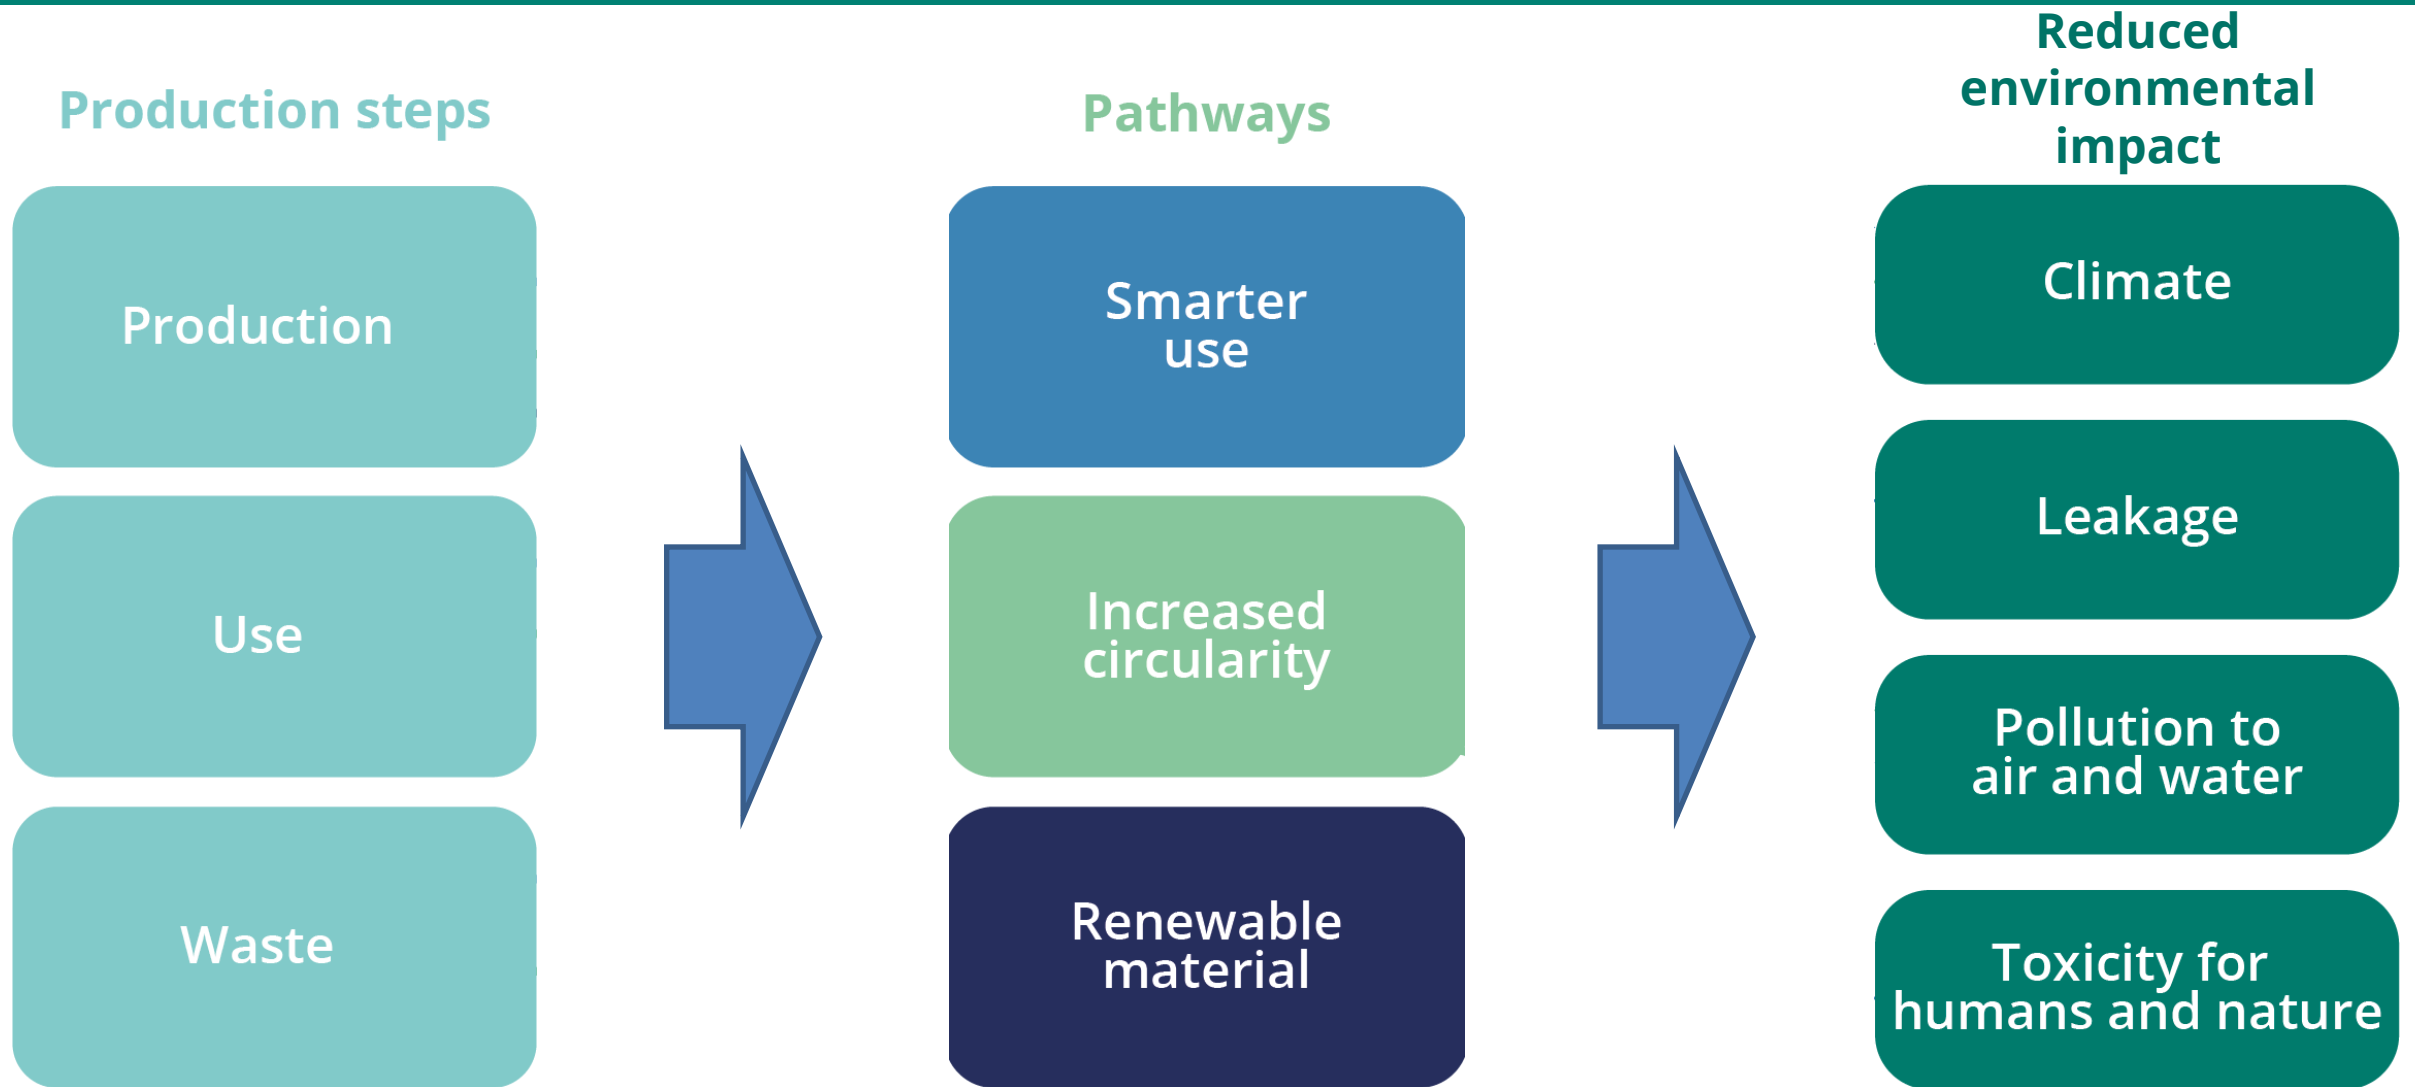 Production steps
Production
Use
Waste
Pathways
Smarter
use
Increased
circularity
Renewable
material
Reduced
environmental
impact
Climate
Leakage
Pollution to
air and water
Toxicity for
humans and nature